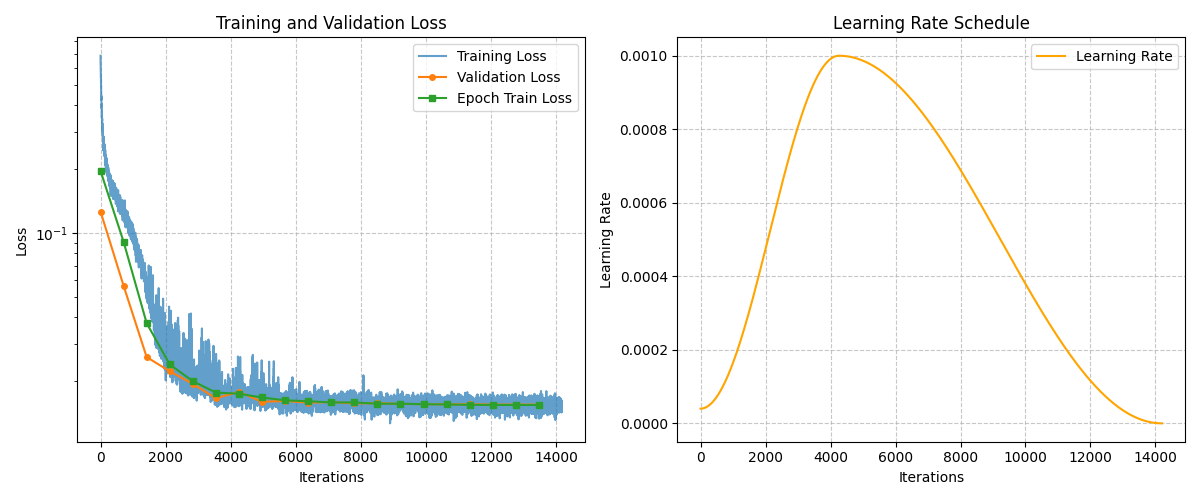 Training and Validation Loss
Training Loss
Validation Loss
Epoch Train Loss
Loss
10⁻¹
0 2000 4000 6000 8000 10000 12000 14000
Iterations
Learning Rate Schedule
Learning Rate
Learning Rate
0.0010
0.0008
0.0006
0.0004
0.0002
0.0000
0 2000 4000 6000 8000 10000 12000 14000
Iterations